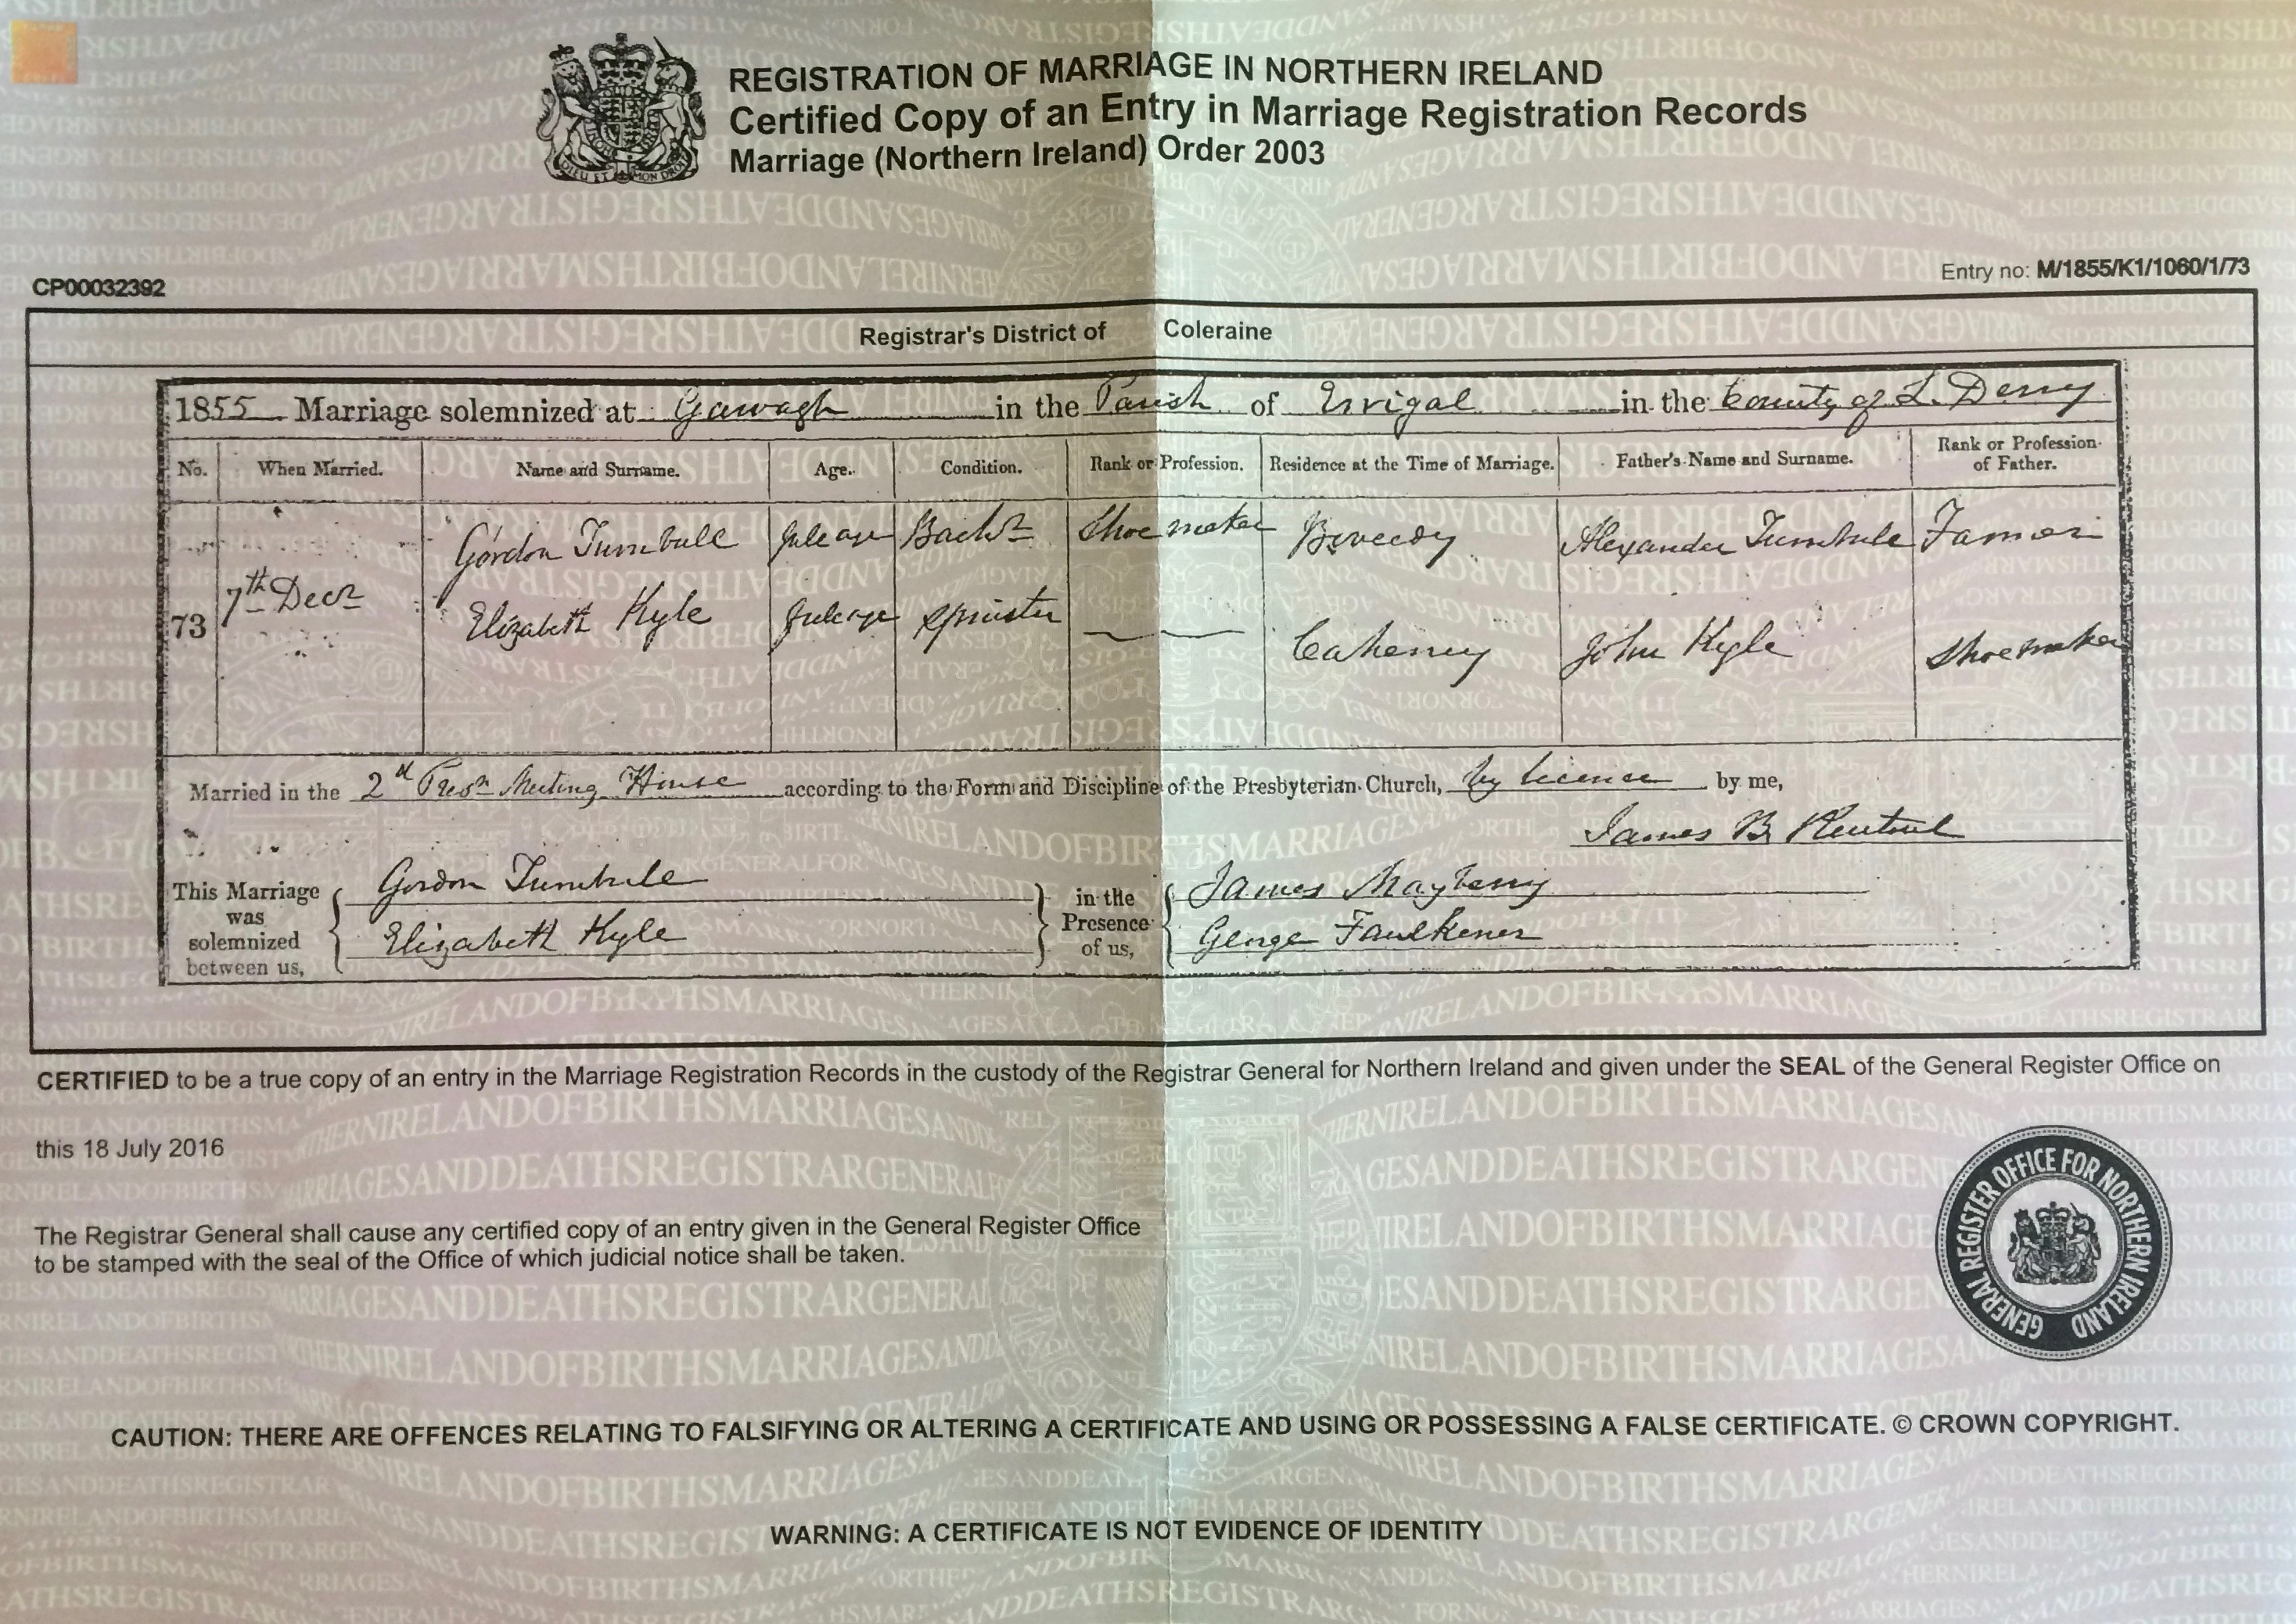 REGISTRATION OF MARRIAGE IN NORTHERN IRELAND
Certified Copy of an Entry in Marriage Registration Records
Marriage (Northern Ireland) Order 2003
CP00032392
Entry no: M/1855/K1/1060/1/73
Registrar's District of Coleraine
1855 Marriage solemnized at Garvagh in the Parish of Errigal in the County of L. Derry
No. When Married. Name and Surname. Age. Condition. Rank or Profession. Residence at the Time of Marriage. Father's Name and Surname. Rank or Profession of Father.
Gordon Turnbull full age Bachr Shoemaker Boveedy Alexander Turnbull Farmer
73 7th Decr Elizabeth Kyle full age Spinster Caheny John Kyle Shoemaker
Married in the 2d Presn Meeting House according to the Form and Discipline of the Presbyterian Church, by licence by me,
James B
This Marriage was solemnized between us, Gordon Turnbull in the Presence of us, James Mayberry
Elizabeth Kyle George Faulkener
CERTIFIED to be a true copy of an entry in the Marriage Registration Records in the custody of the Registrar General for Northern Ireland and given under the SEAL of the General Register Office on
this 18 July 2016
The Registrar General shall cause any certified copy of an entry given in the General Register Office
to be stamped with the seal of the Office of which judicial notice shall be taken.
GENERAL REGISTER OFFICE FOR NORTHERN IRELAND
CAUTION: THERE ARE OFFENCES RELATING TO FALSIFYING OR ALTERING A CERTIFICATE AND USING OR POSSESSING A FALSE CERTIFICATE. © CROWN COPYRIGHT.
WARNING: A CERTIFICATE IS NOT EVIDENCE OF IDENTITY